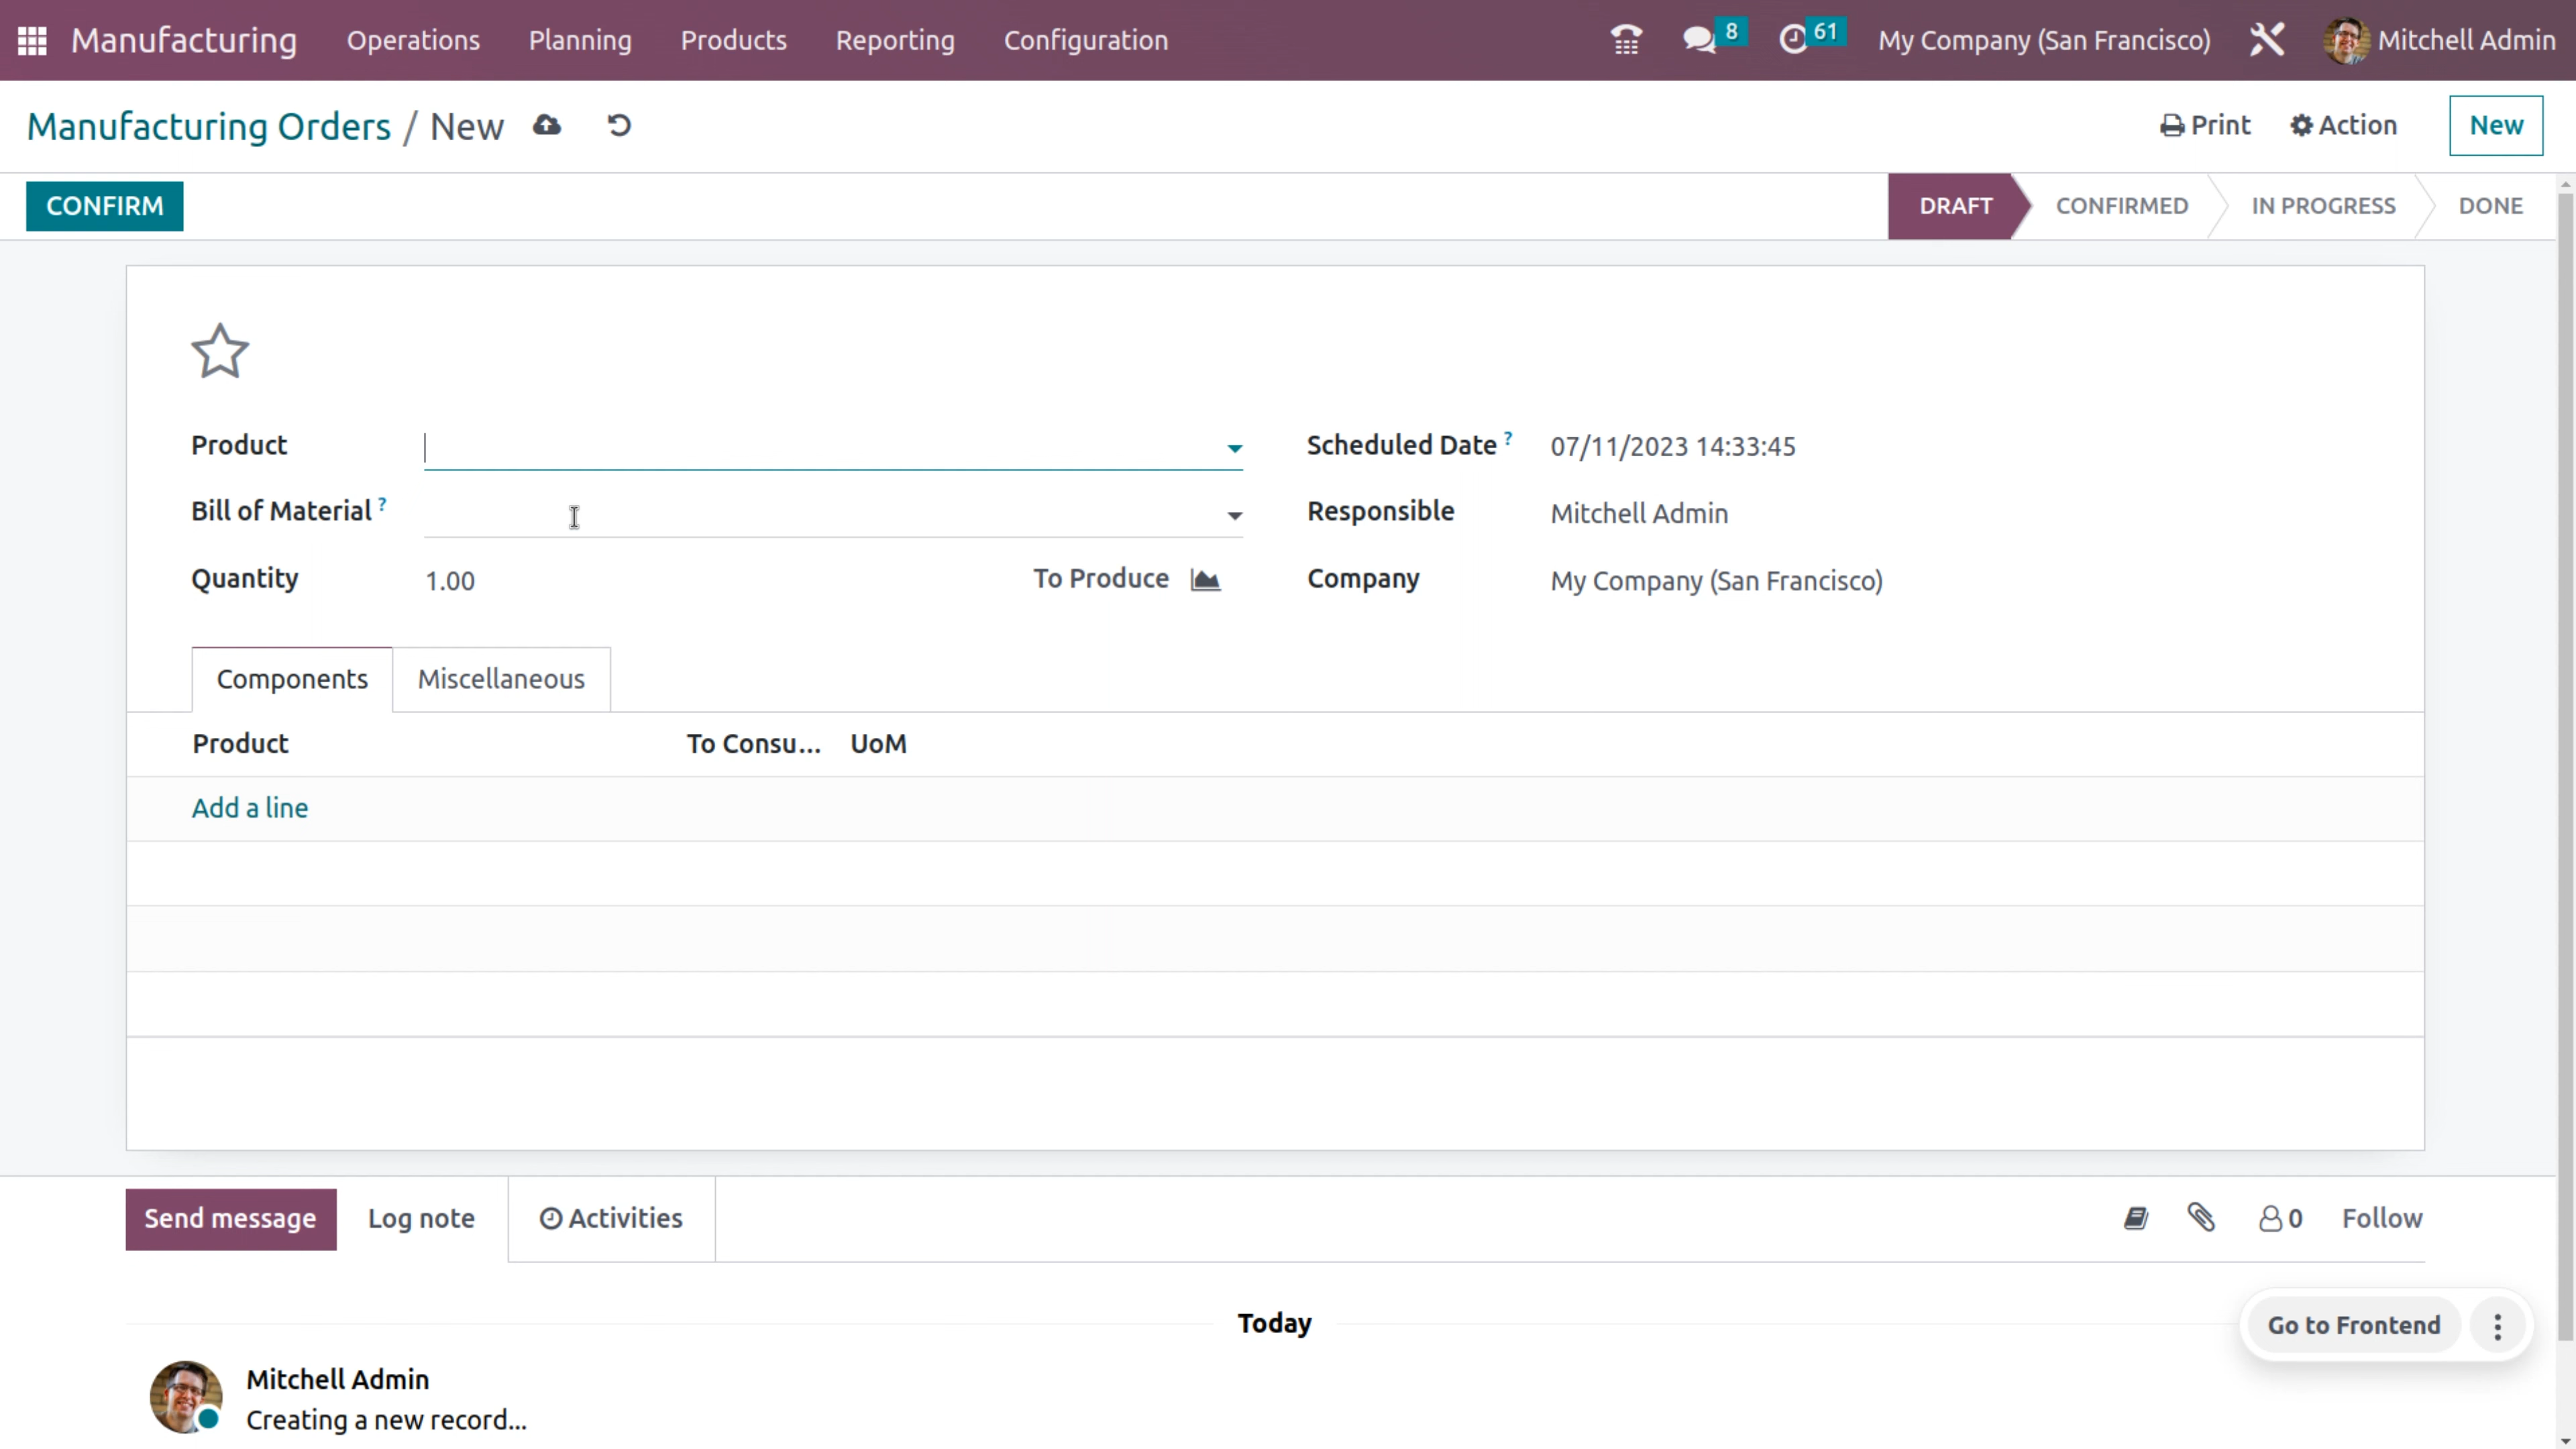 Manufacturing Operations Planning Products Reporting Configuration 8 61 My Company (San Francisco) Mitchell Admin
Manufacturing Orders / New Print Action New
CONFIRM DRAFT CONFIRMED IN PROGRESS DONE
Product Scheduled Date ? 07/11/2023 14:33:45
Bill of Material ? Responsible Mitchell Admin
Quantity 1.00 To Produce Company My Company (San Francisco)
Components Miscellaneous
Product To Consu... UoM
Add a line
Send message Log note Activities 0 Follow
Today
Go to Frontend
Mitchell Admin
Creating a new record...